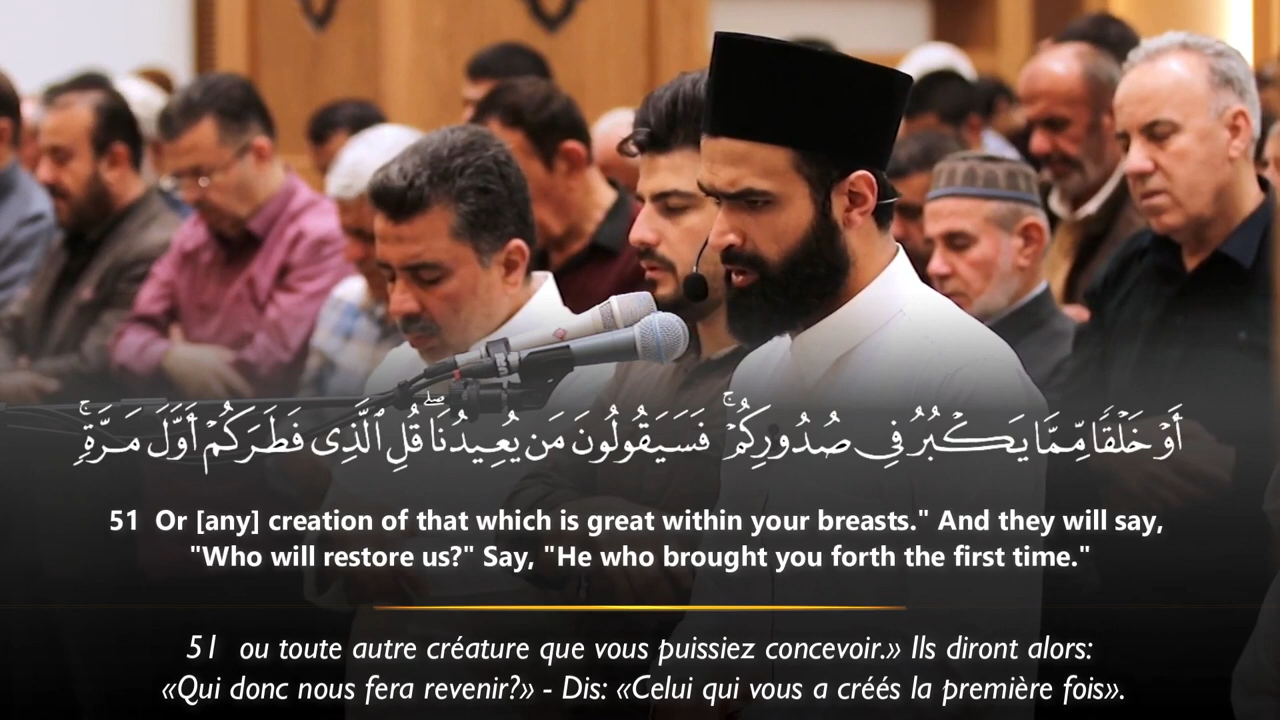 أَوْ خَلْقًا مِّمَّا يَكْبُرُ فِي صُدُورِكُمْ ۚ فَسَيَقُولُونَ مَن يُعِيدُنَا ۖ قُلِ ٱلَّذِى فَطَرَكُمْ أَوَّلَ مَرَّةٍ ۚ
51 Or [any] creation of that which is great within your breasts." And they will say,
"Who will restore us?" Say, "He who brought you forth the first time."
51 ou toute autre créature que vous puissiez concevoir.» Ils diront alors:
«Qui donc nous fera revenir?» - Dis: «Celui qui vous a créés la première fois».